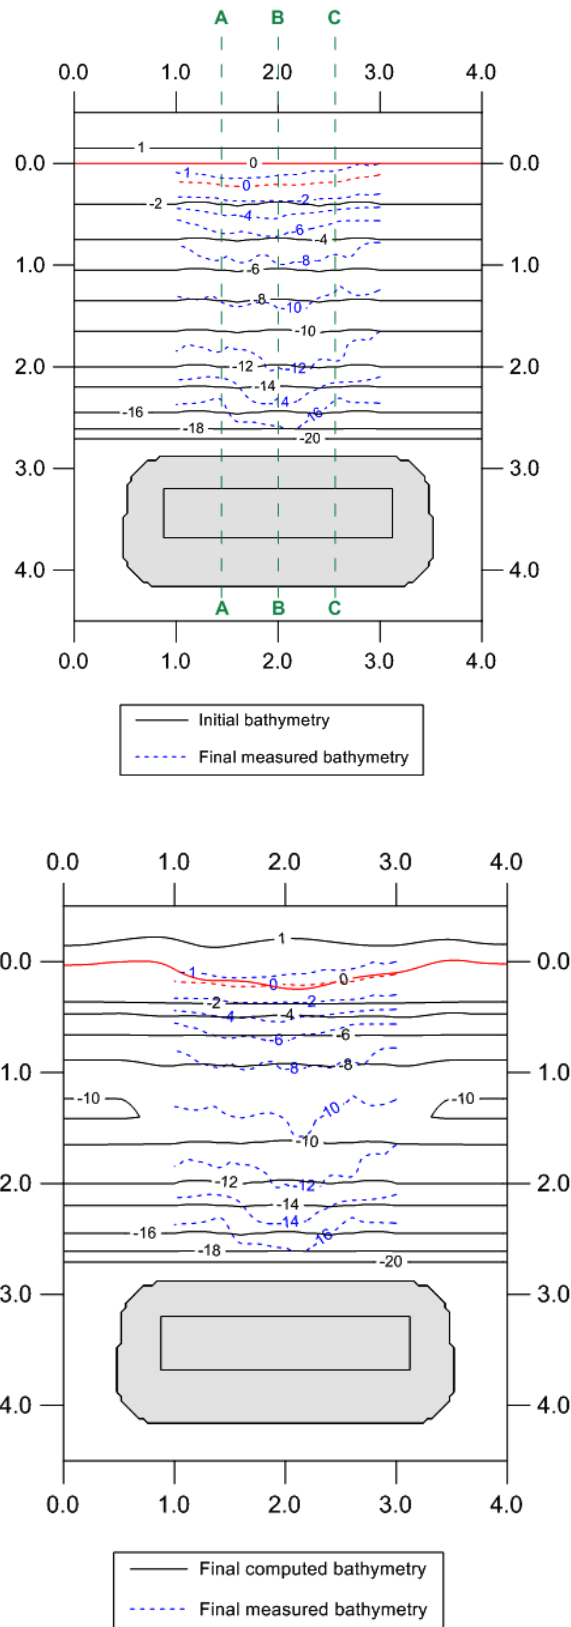 A B C
0.0 1.0 2.0 3.0 4.0
1
0.0 0 0.0
-1
0
-2 -2
-4
-6
-4
1.0 -8 1.0
-6
-8
-10
-10
2.0 -12 -12 2.0
-14
4
-16 -16
-18
-20
3.0 3.0
4.0 4.0
A B C
0.0 1.0 2.0 3.0 4.0
Initial bathymetry
Final measured bathymetry
0.0 1.0 2.0 3.0 4.0
1
0.0 -1 0.0
0 0
-2 -2
-4 -4
-6 -6
-8 -8
1.0 1.0
-10 -10
-10
-10
2.0 -12 -12 2.0
-14
-14
-16 -16
-18
-20
3.0 3.0
4.0 4.0
0.0 1.0 2.0 3.0 4.0
Final computed bathymetry
Final measured bathymetry